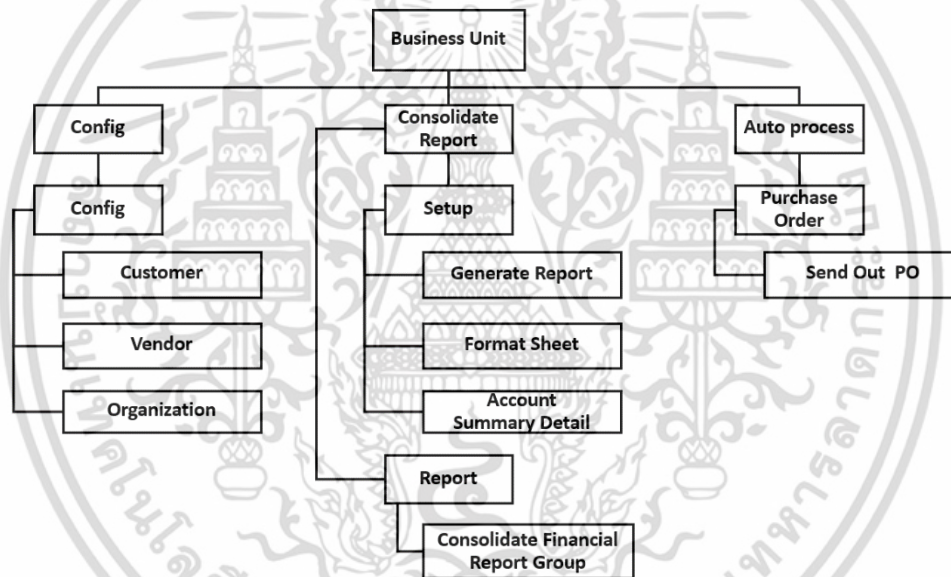 Business Unit
Config
Consolidate
Report
Auto process
Config
Setup
Purchase
Order
Customer
Generate Report
Send Out PO
Vendor
Format Sheet
Organization
Account
Summary Detail
Report
Consolidate Financial
Report Group